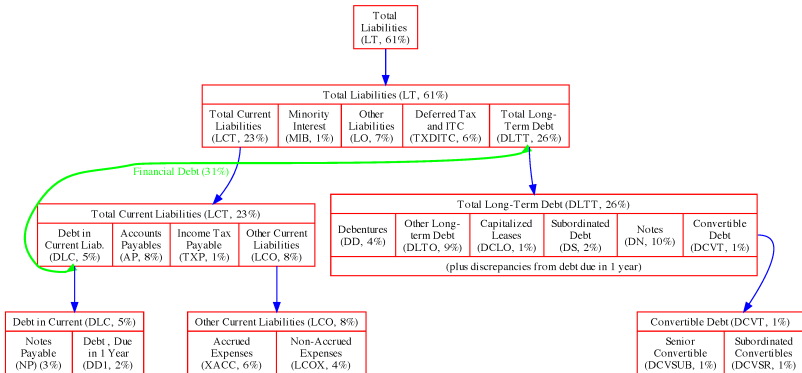 Total
Liabilities
(LT, 61%)
Total Liabilities (LT, 61%)
Total Current
Liabilities
(LCT, 23%)
Minority
Interest
(MIB, 1%)
Other
Liabilities
(LO, 7%)
Deferred Tax
and ITC
(TXDITC, 6%)
Total Long-
Term Debt
(DLTT, 26%)
Financial Debt (31%)
Total Current Liabilities (LCT, 23%)
Debt in
Current Liab.
(DLC, 5%)
Accounts
Payables
(AP, 8%)
Income Tax
Payable
(TXP, 1%)
Other Current
Liabilities
(LCO, 8%)
Total Long-Term Debt (DLTT, 26%)
Debentures
(DD, 4%)
Other Long-
term Debt
(DLTO, 9%)
Capitalized
Leases
(DCLO, 1%)
Subordinated
Debt
(DS, 2%)
Notes
(DN, 10%)
Convertible
Debt
(DCVT, 1%)
(plus discrepancies from debt due in 1 year)
Debt in Current (DLC, 5%)
Notes
Payable
(NP) (3%)
Debt , Due
in 1 Year
(DD1, 2%)
Other Current Liabilities (LCO, 8%)
Accrued
Expenses
(XACC, 6%)
Non-Accrued
Expenses
(LCOX, 4%)
Convertible Debt (DCVT, 1%)
Senior
Convertible
(DCVSUB, 1%)
Subordinated
Convertibles
(DCVSR, 1%)